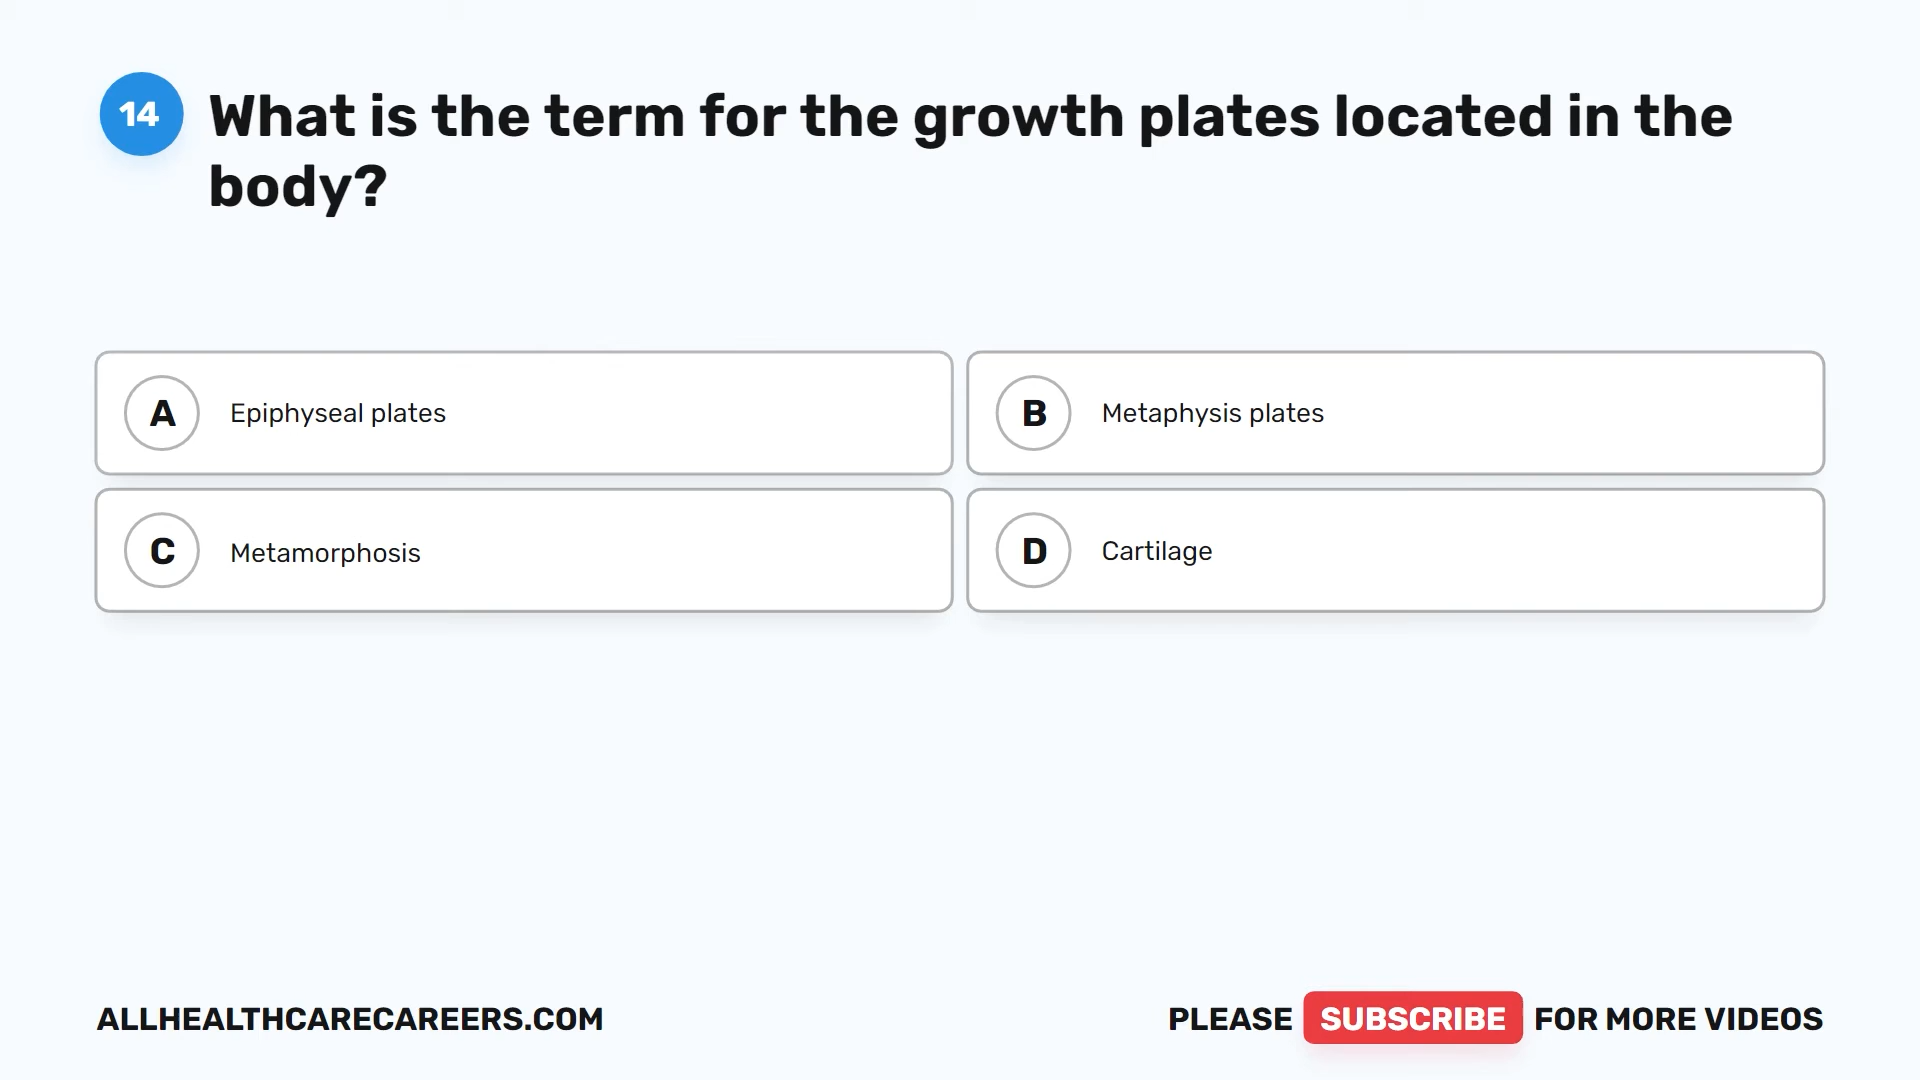 14
What is the term for the growth plates located in the
body?
A Epiphyseal plates
B Metaphysis plates
C Metamorphosis
D Cartilage
ALLHEALTHCARECAREERS.COM
PLEASE SUBSCRIBE FOR MORE VIDEOS